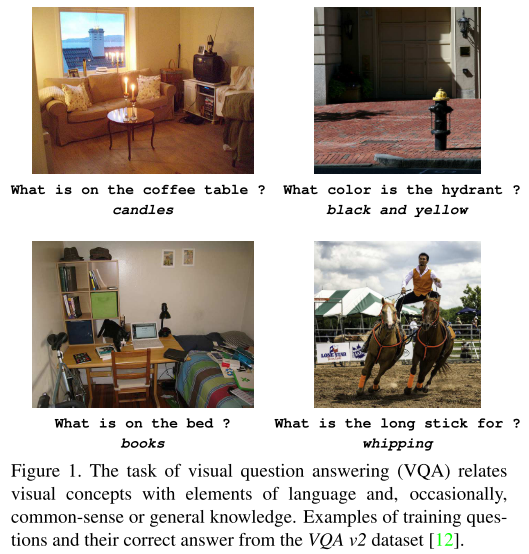 What is on the coffee table ?
candles
What color is the hydrant ?
black and yellow
What is on the bed ?
books
What is the long stick for ?
whipping
Figure 1. The task of visual question answering (VQA) relates
visual concepts with elements of language and, occasionally,
common-sense or general knowledge. Examples of training ques-
tions and their correct answer from the VQA v2 dataset [12].